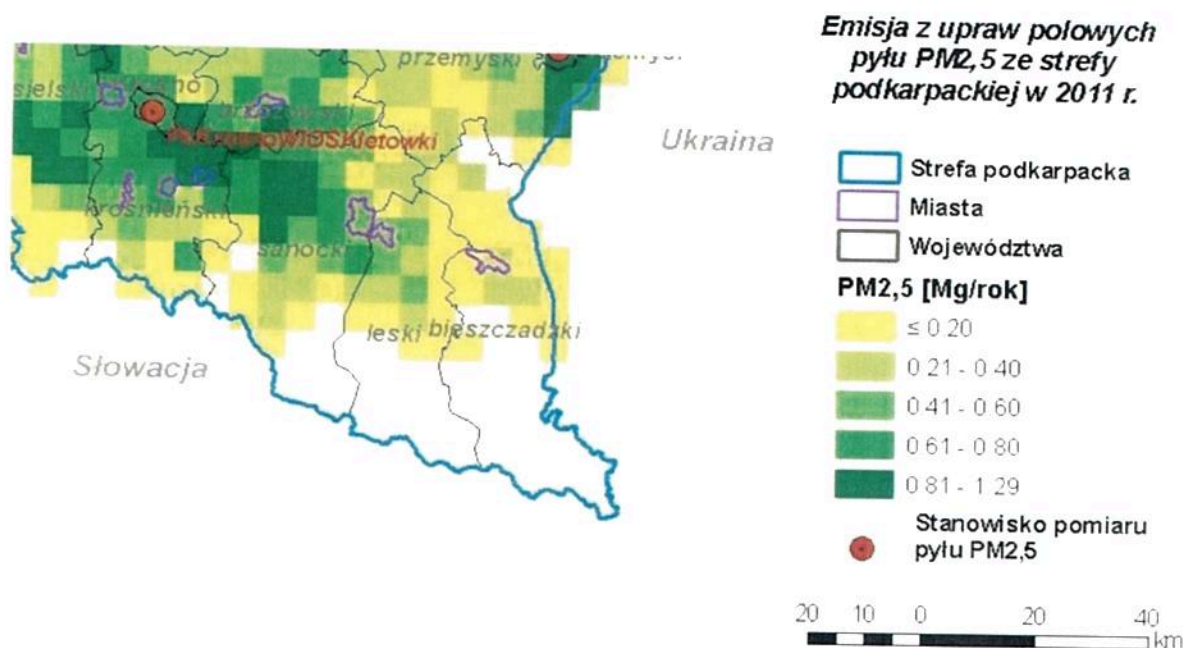 Emisja z upraw polowych
pyłu PM2,5 ze strefy
podkarpackiej w 2011 r.
Strefa podkarpacka
Miasta
Województwa
PM2,5 [Mg/rok]
≤ 0 20
0 21 - 0 40
0 41 - 0 60
0 61 - 0 80
0 81 - 1 29
Stanowisko pomiaru
pyłu PM2,5
20 10 0 20 40
km
przemyski
Ukraina
krośnieński
sanocki
leski
bieszczadzki
Słowacja